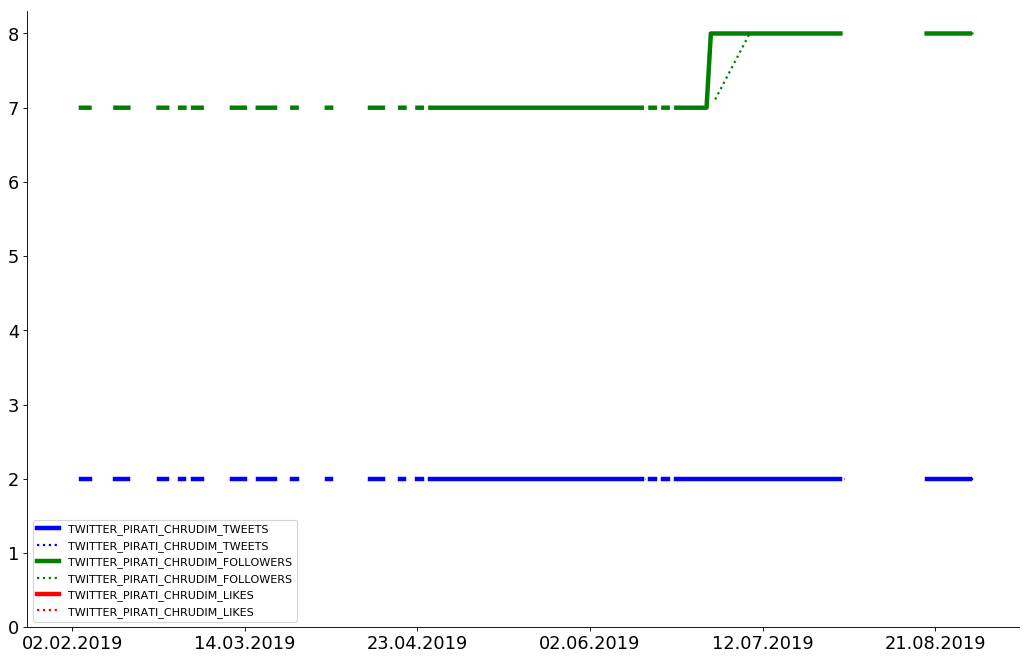 8
7
6
5
4
3
2
1
0
TWITTER_PIRATI_CHRUDIM_TWEETS
TWITTER_PIRATI_CHRUDIM_TWEETS
TWITTER_PIRATI_CHRUDIM_FOLLOWERS
TWITTER_PIRATI_CHRUDIM_FOLLOWERS
TWITTER_PIRATI_CHRUDIM_LIKES
TWITTER_PIRATI_CHRUDIM_LIKES
02.02.2019 14.03.2019 23.04.2019 02.06.2019 12.07.2019 21.08.2019